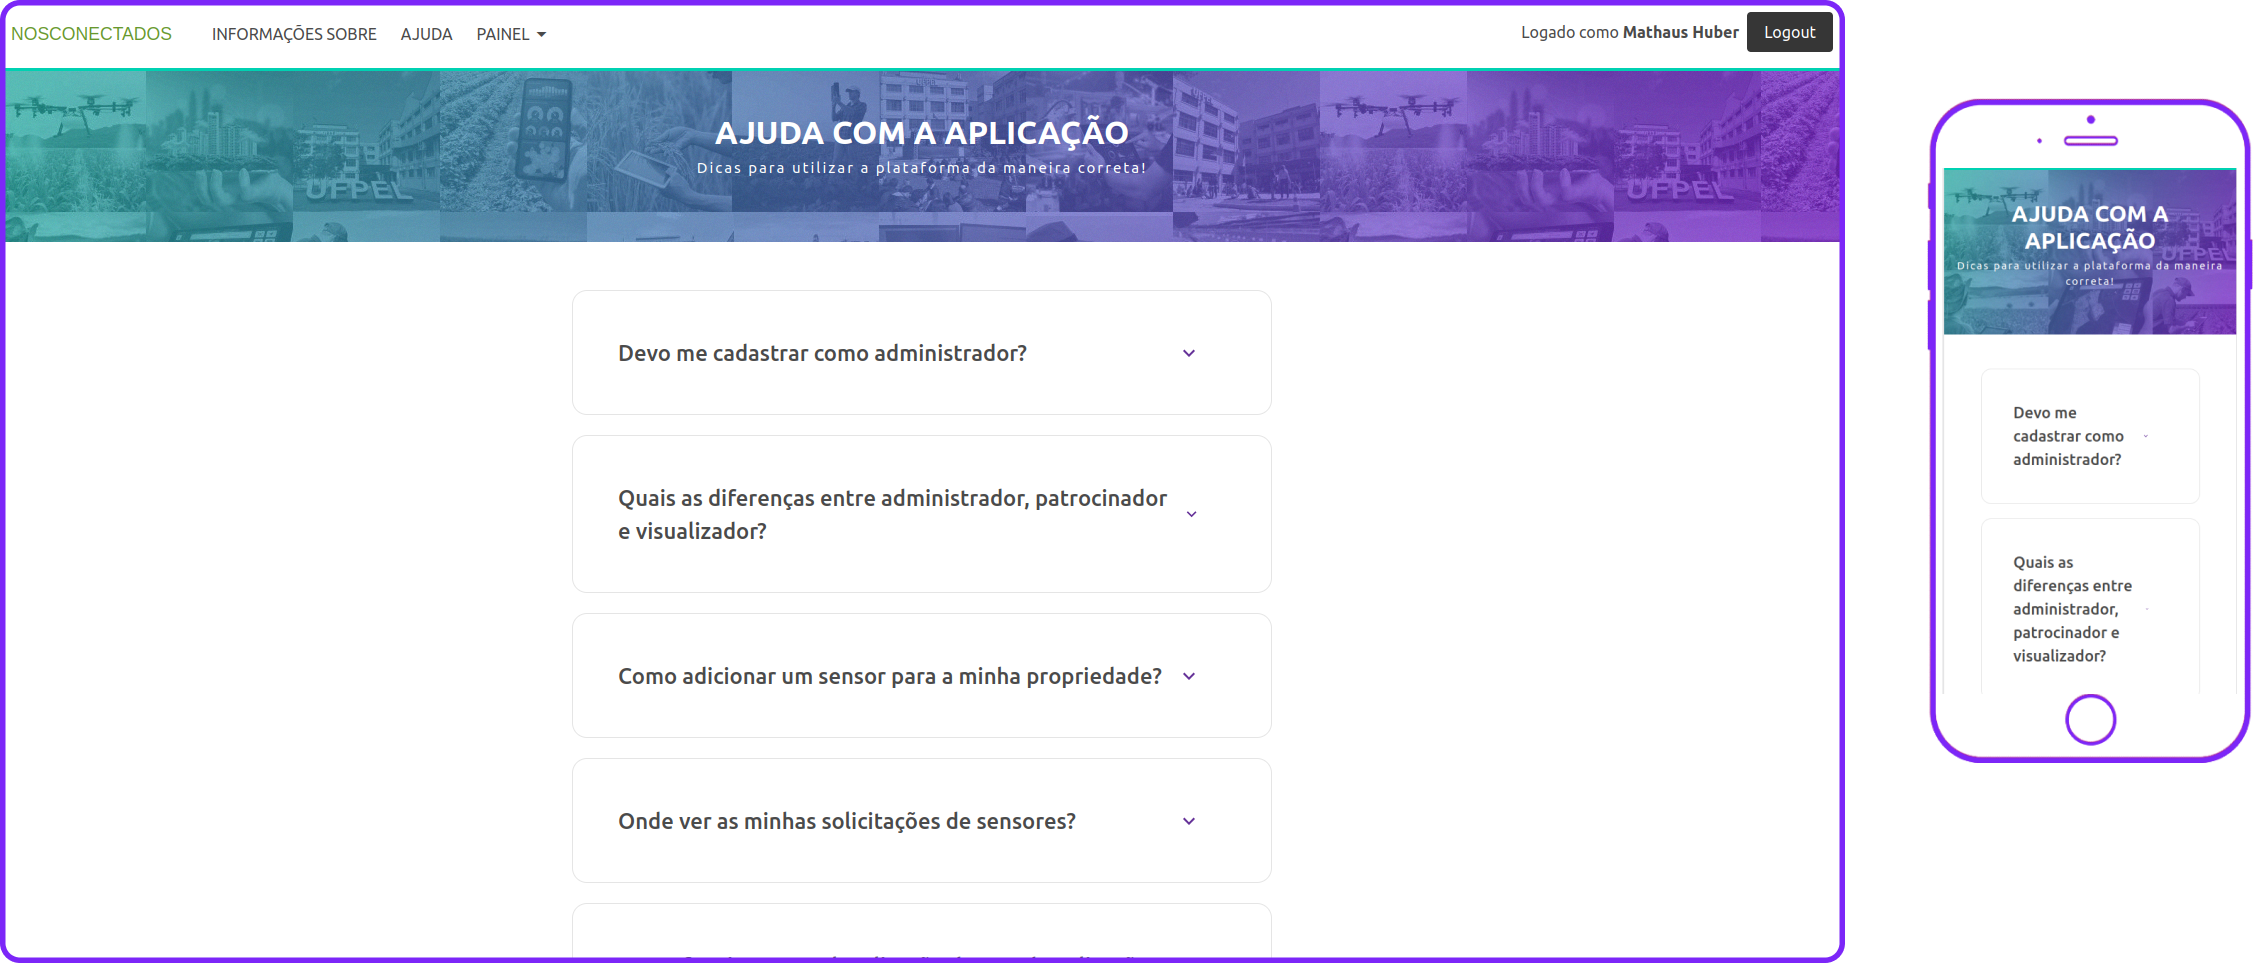 NOSCONECTADOS INFORMAÇÕES SOBRE AJUDA PAINEL Logado como Mathaus Huber Logout
UFPEL UFPEL
AJUDA COM A APLICAÇÃO
Dicas para utilizar a plataforma da maneira correta!
Devo me cadastrar como administrador?
Quais as diferenças entre administrador, patrocinador
e visualizador?
Como adicionar um sensor para a minha propriedade?
Onde ver as minhas solicitações de sensores?
AJUDA COM A
APLICAÇÃO
UFPEL
Dicas para utilizar a plataforma da maneira
correta!
Devo me
cadastrar como
administrador?
Quais as
diferenças entre
administrador,
patrocinador e
visualizador?